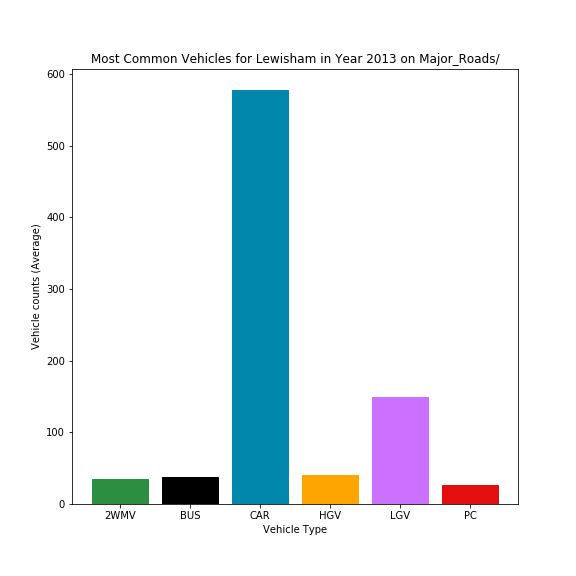 Most Common Vehicles for Lewisham in Year 2013 on Major_Roads/
600
500
400
300
200
100
0
Vehicle counts (Average)
2WMV BUS CAR HGV LGV PC
Vehicle Type